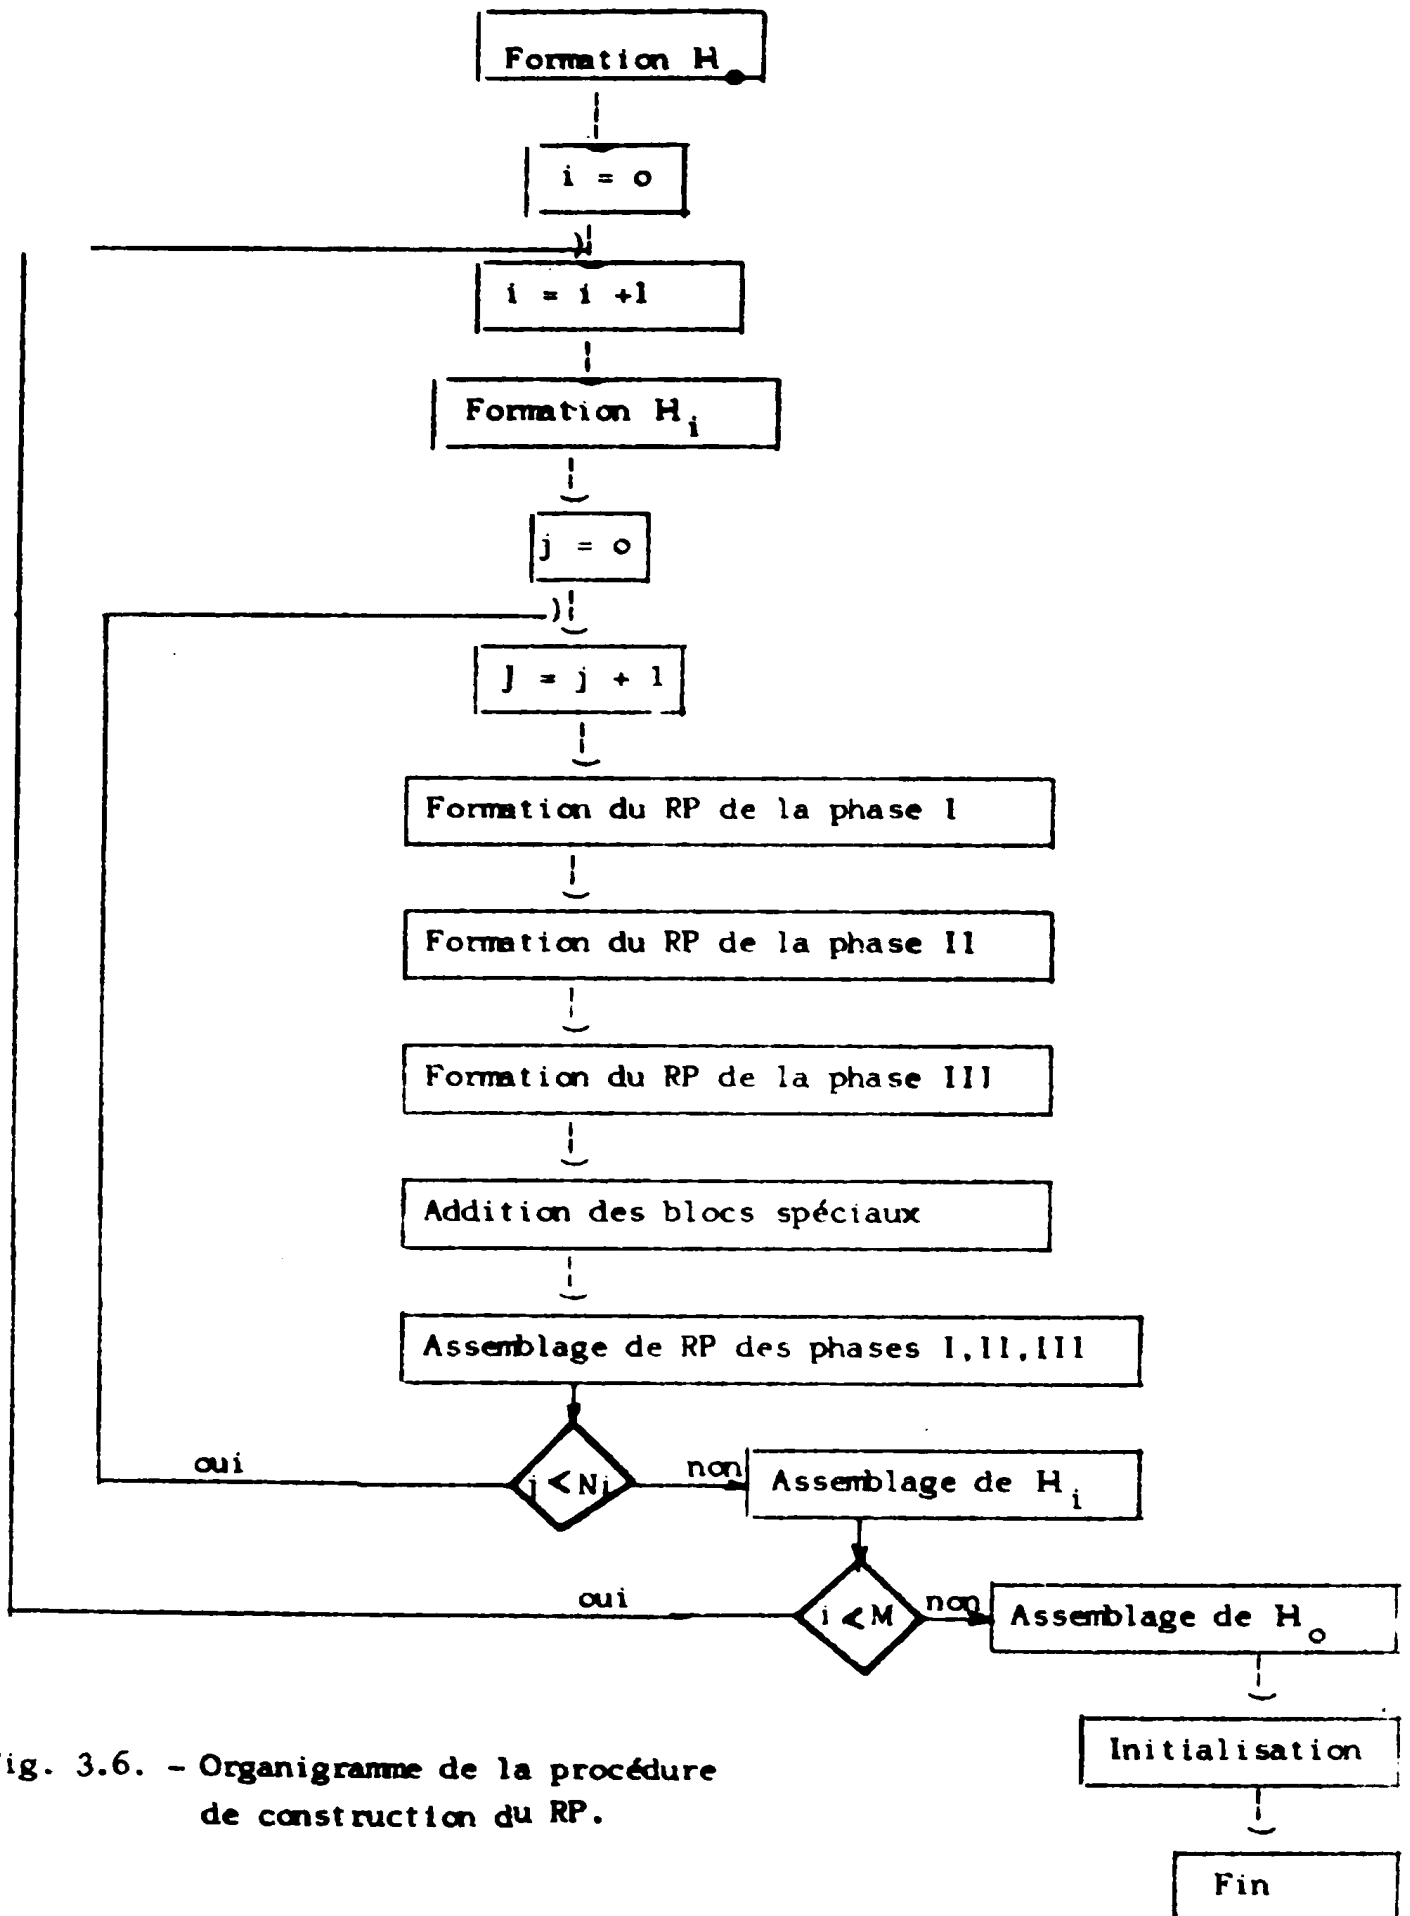 Formation H
i = o
i = i +1
Formation H i
j = o
J = j + 1
Formation du RP de la phase I
Formation du RP de la phase II
Formation du RP de la phase III
Addition des blocs spéciaux
Assemblage de RP des phases I,II,III
oui
j < Nj
non
Assemblage de H i
oui
i < M
non
Assemblage de H o
Initialisation
ig. 3.6. - Organigramme de la procédure
de construction du RP.
Fin